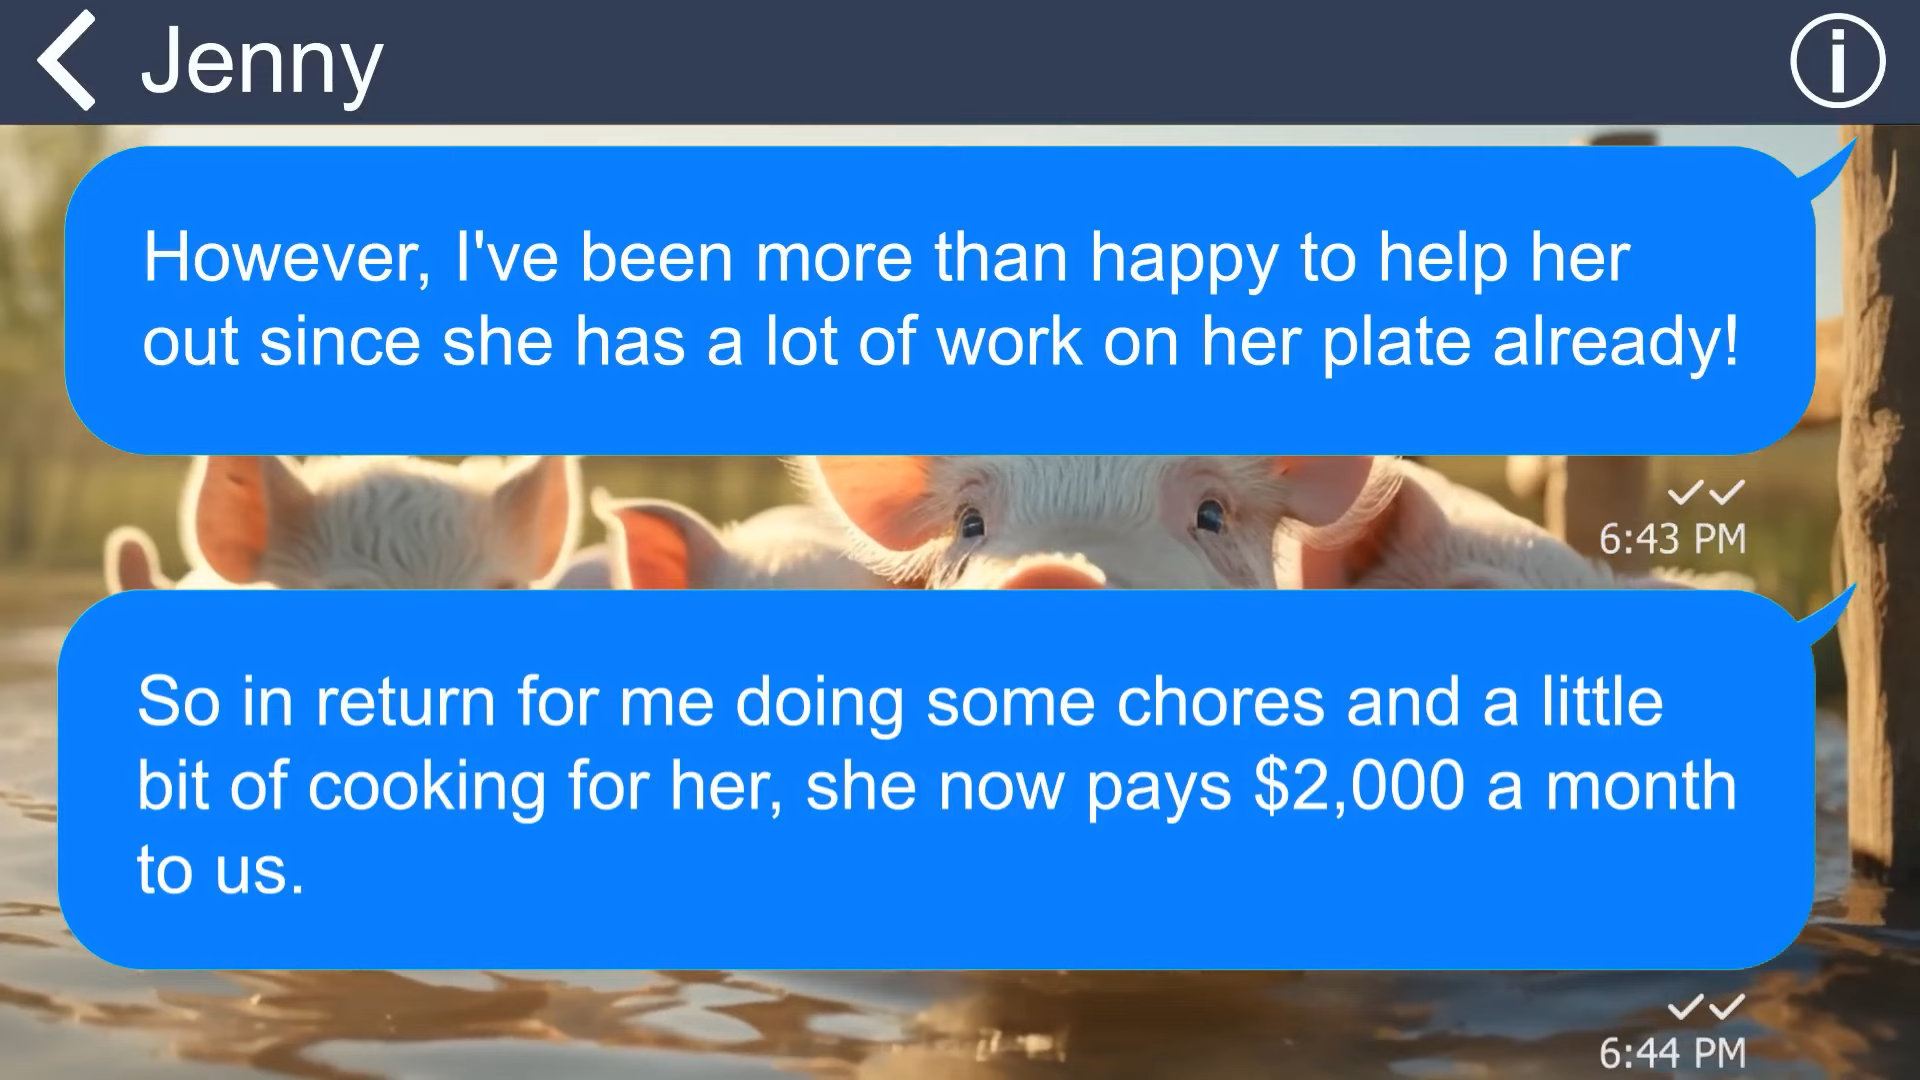 Jenny
However, I've been more than happy to help her
out since she has a lot of work on her plate already!
6:43 PM
So in return for me doing some chores and a little
bit of cooking for her, she now pays $2,000 a month
to us.
6:44 PM